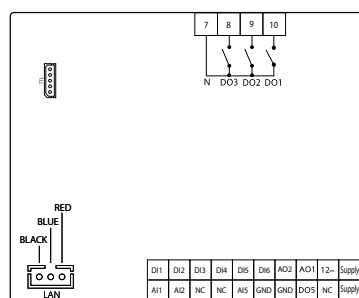 7 8 9 10
N DO3 DO2 DO1
TTL
RED
BLUE
BLACK
LAN
DI1 DI2 DI3 DI4 DI5 DI6 AO2 AO1 12⎓ Supply
AI1 AI2 NC NC AI5 GND GND DO5 NC Supply